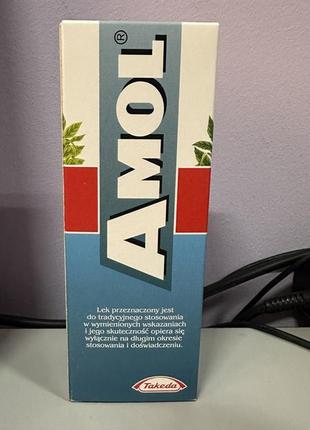 AMOL®
Lek przeznaczony jest
do tradycyjnego stosowania
w wymienionych wskazaniach
i jego skuteczność opiera się
wyłącznie na długim okresie
stosowania i doświadczeniu.
Takeda